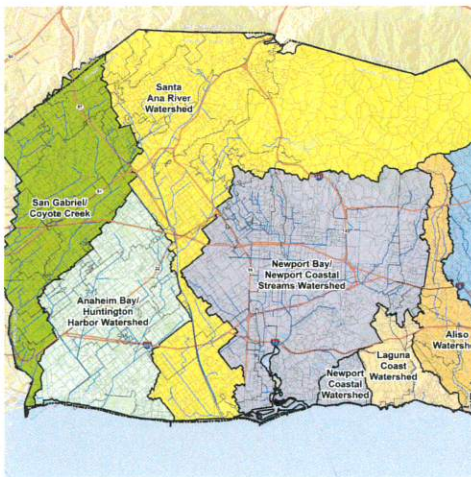 Santa
Ana River
Watershed
San Gabriel/
Coyote Creek
Anaheim Bay/
Huntington
Harbor Watershed
Newport Bay/
Newport Coastal
Streams Watershed
Newport
Coastal
Watershed
Laguna
Coast
Watershed
Aliso